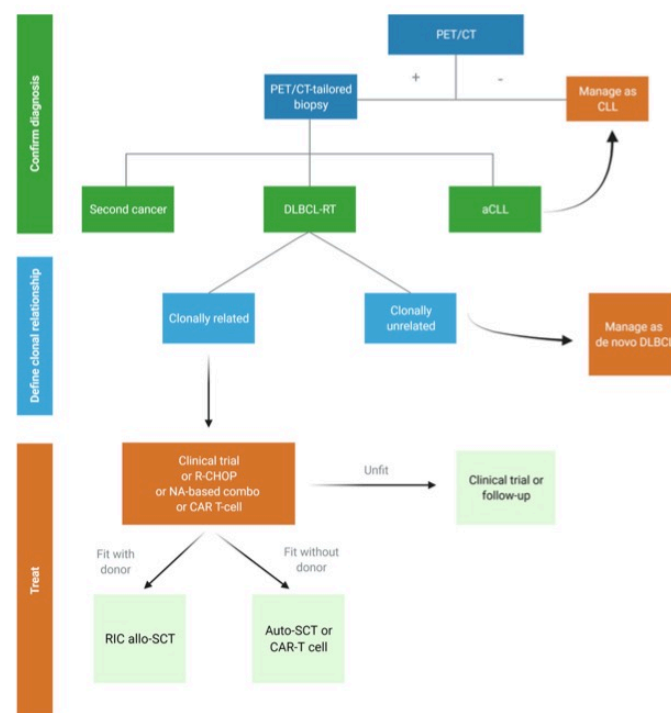 PET/CT
+
-
PET/CT-tailored
biopsy
Manage as
CLL
Confirm diagnosis
Second cancer
DLBCL-RT
aCLL
Define clonal relationship
Clonally related
Clonally
unrelated
Manage as
de novo DLBCL
Treat
Clinical trial
or R-CHOP
or NA-based combo
or CAR T-cell
Unfit
Clinical trial or
follow-up
Fit with
donor
Fit without
donor
RIC allo-SCT
Auto-SCT or
CAR-T cell